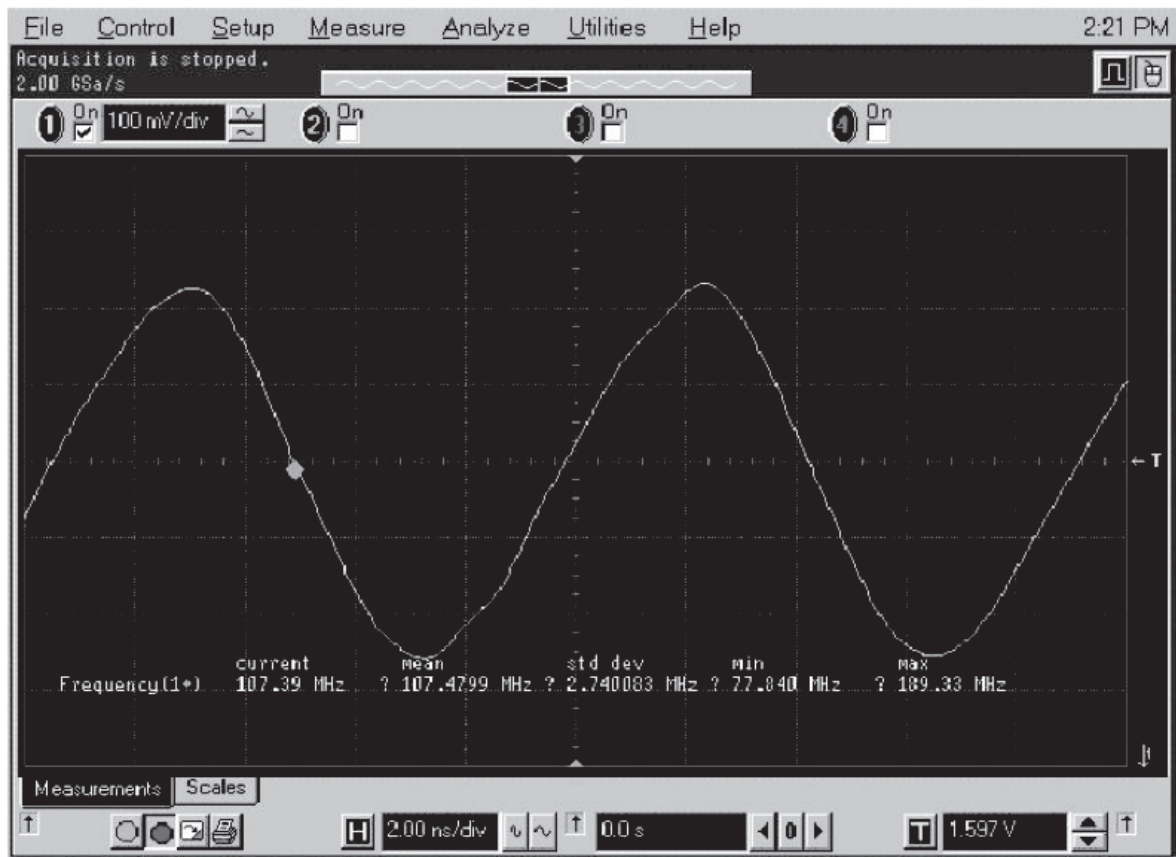 File Control Setup Measure Analyze Utilities Help 2:21 PM
Acquisition is stopped.
2.00 GSa/s
1 On 100 mV/div 2 On 3 On 4 On
T
current mean std dev min max
Frequency(1*) 107.39 MHz ? 107.4799 MHz ? 2.740083 MHz ? 77.840 MHz ? 189.33 MHz
Measurements Scales
H 2.00 ns/div 0.0 s 0 T 1.597 V